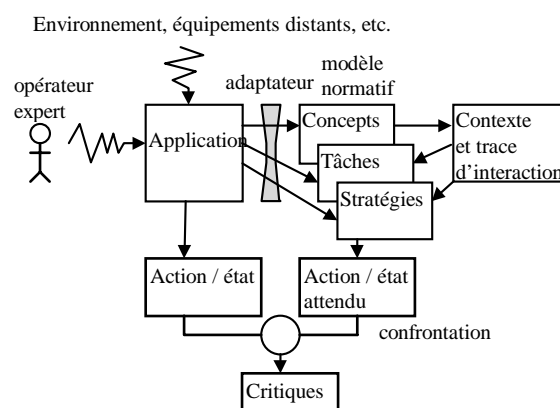 Environnement, équipements distants, etc.
opérateur
expert
adaptateur
modèle
normatif
Application
Concepts
Tâches
Stratégies
Contexte
et trace
d'interaction
Action / état
Action / état
attendu
confrontation
Critiques